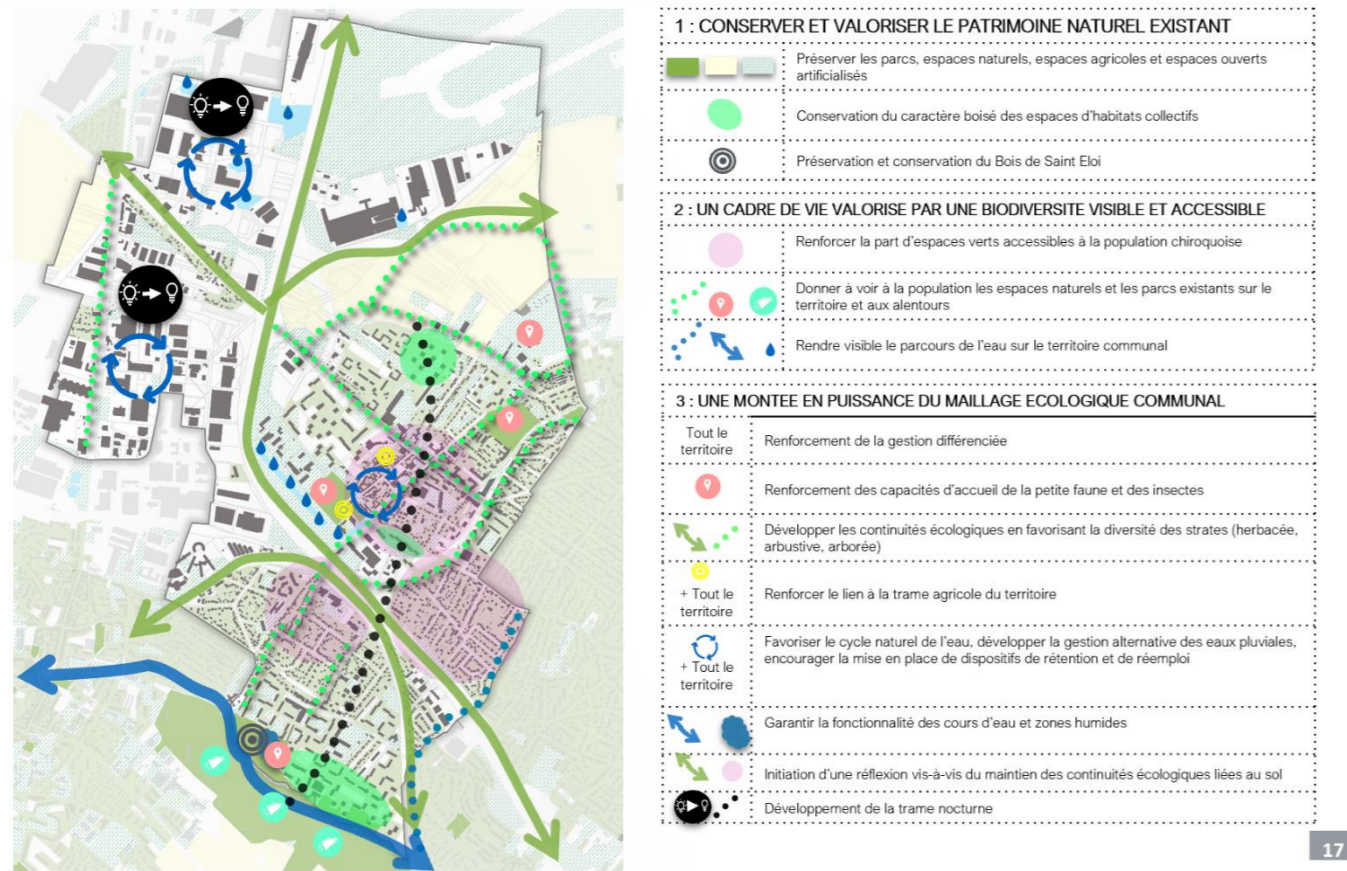 1 : CONSERVER ET VALORISER LE PATRIMOINE NATUREL EXISTANT
Préserver les parcs, espaces naturels, espaces agricoles et espaces ouverts
artificialisés
Conservation du caractère boisé des espaces d'habitats collectifs
Préservation et conservation du Bois de Saint Eloi
2 : UN CADRE DE VIE VALORISE PAR UNE BIODIVERSITE VISIBLE ET ACCESSIBLE
Renforcer la part d'espaces verts accessibles à la population chiroquoise
Donner à voir à la population les espaces naturels et les parcs existants sur le
territoire et aux alentours
Rendre visible le parcours de l'eau sur le territoire communal
3 : UNE MONTEE EN PUISSANCE DU MAILLAGE ECOLOGIQUE COMMUNAL
Tout le
territoire
Renforcement de la gestion différenciée
Renforcement des capacités d'accueil de la petite faune et des insectes
Développer les continuités écologiques en favorisant la diversité des strates (herbacée,
arbustive, arborée)
+ Tout le
territoire
Renforcer le lien à la trame agricole du territoire
+ Tout le
territoire
Favoriser le cycle naturel de l'eau, développer la gestion alternative des eaux pluviales,
encourager la mise en place de dispositifs de rétention et de réemploi
Garantir la fonctionnalité des cours d'eau et zones humides
Initiation d'une réflexion vis-à-vis du maintien des continuités écologiques liées au sol
Développement de la trame nocturne
17